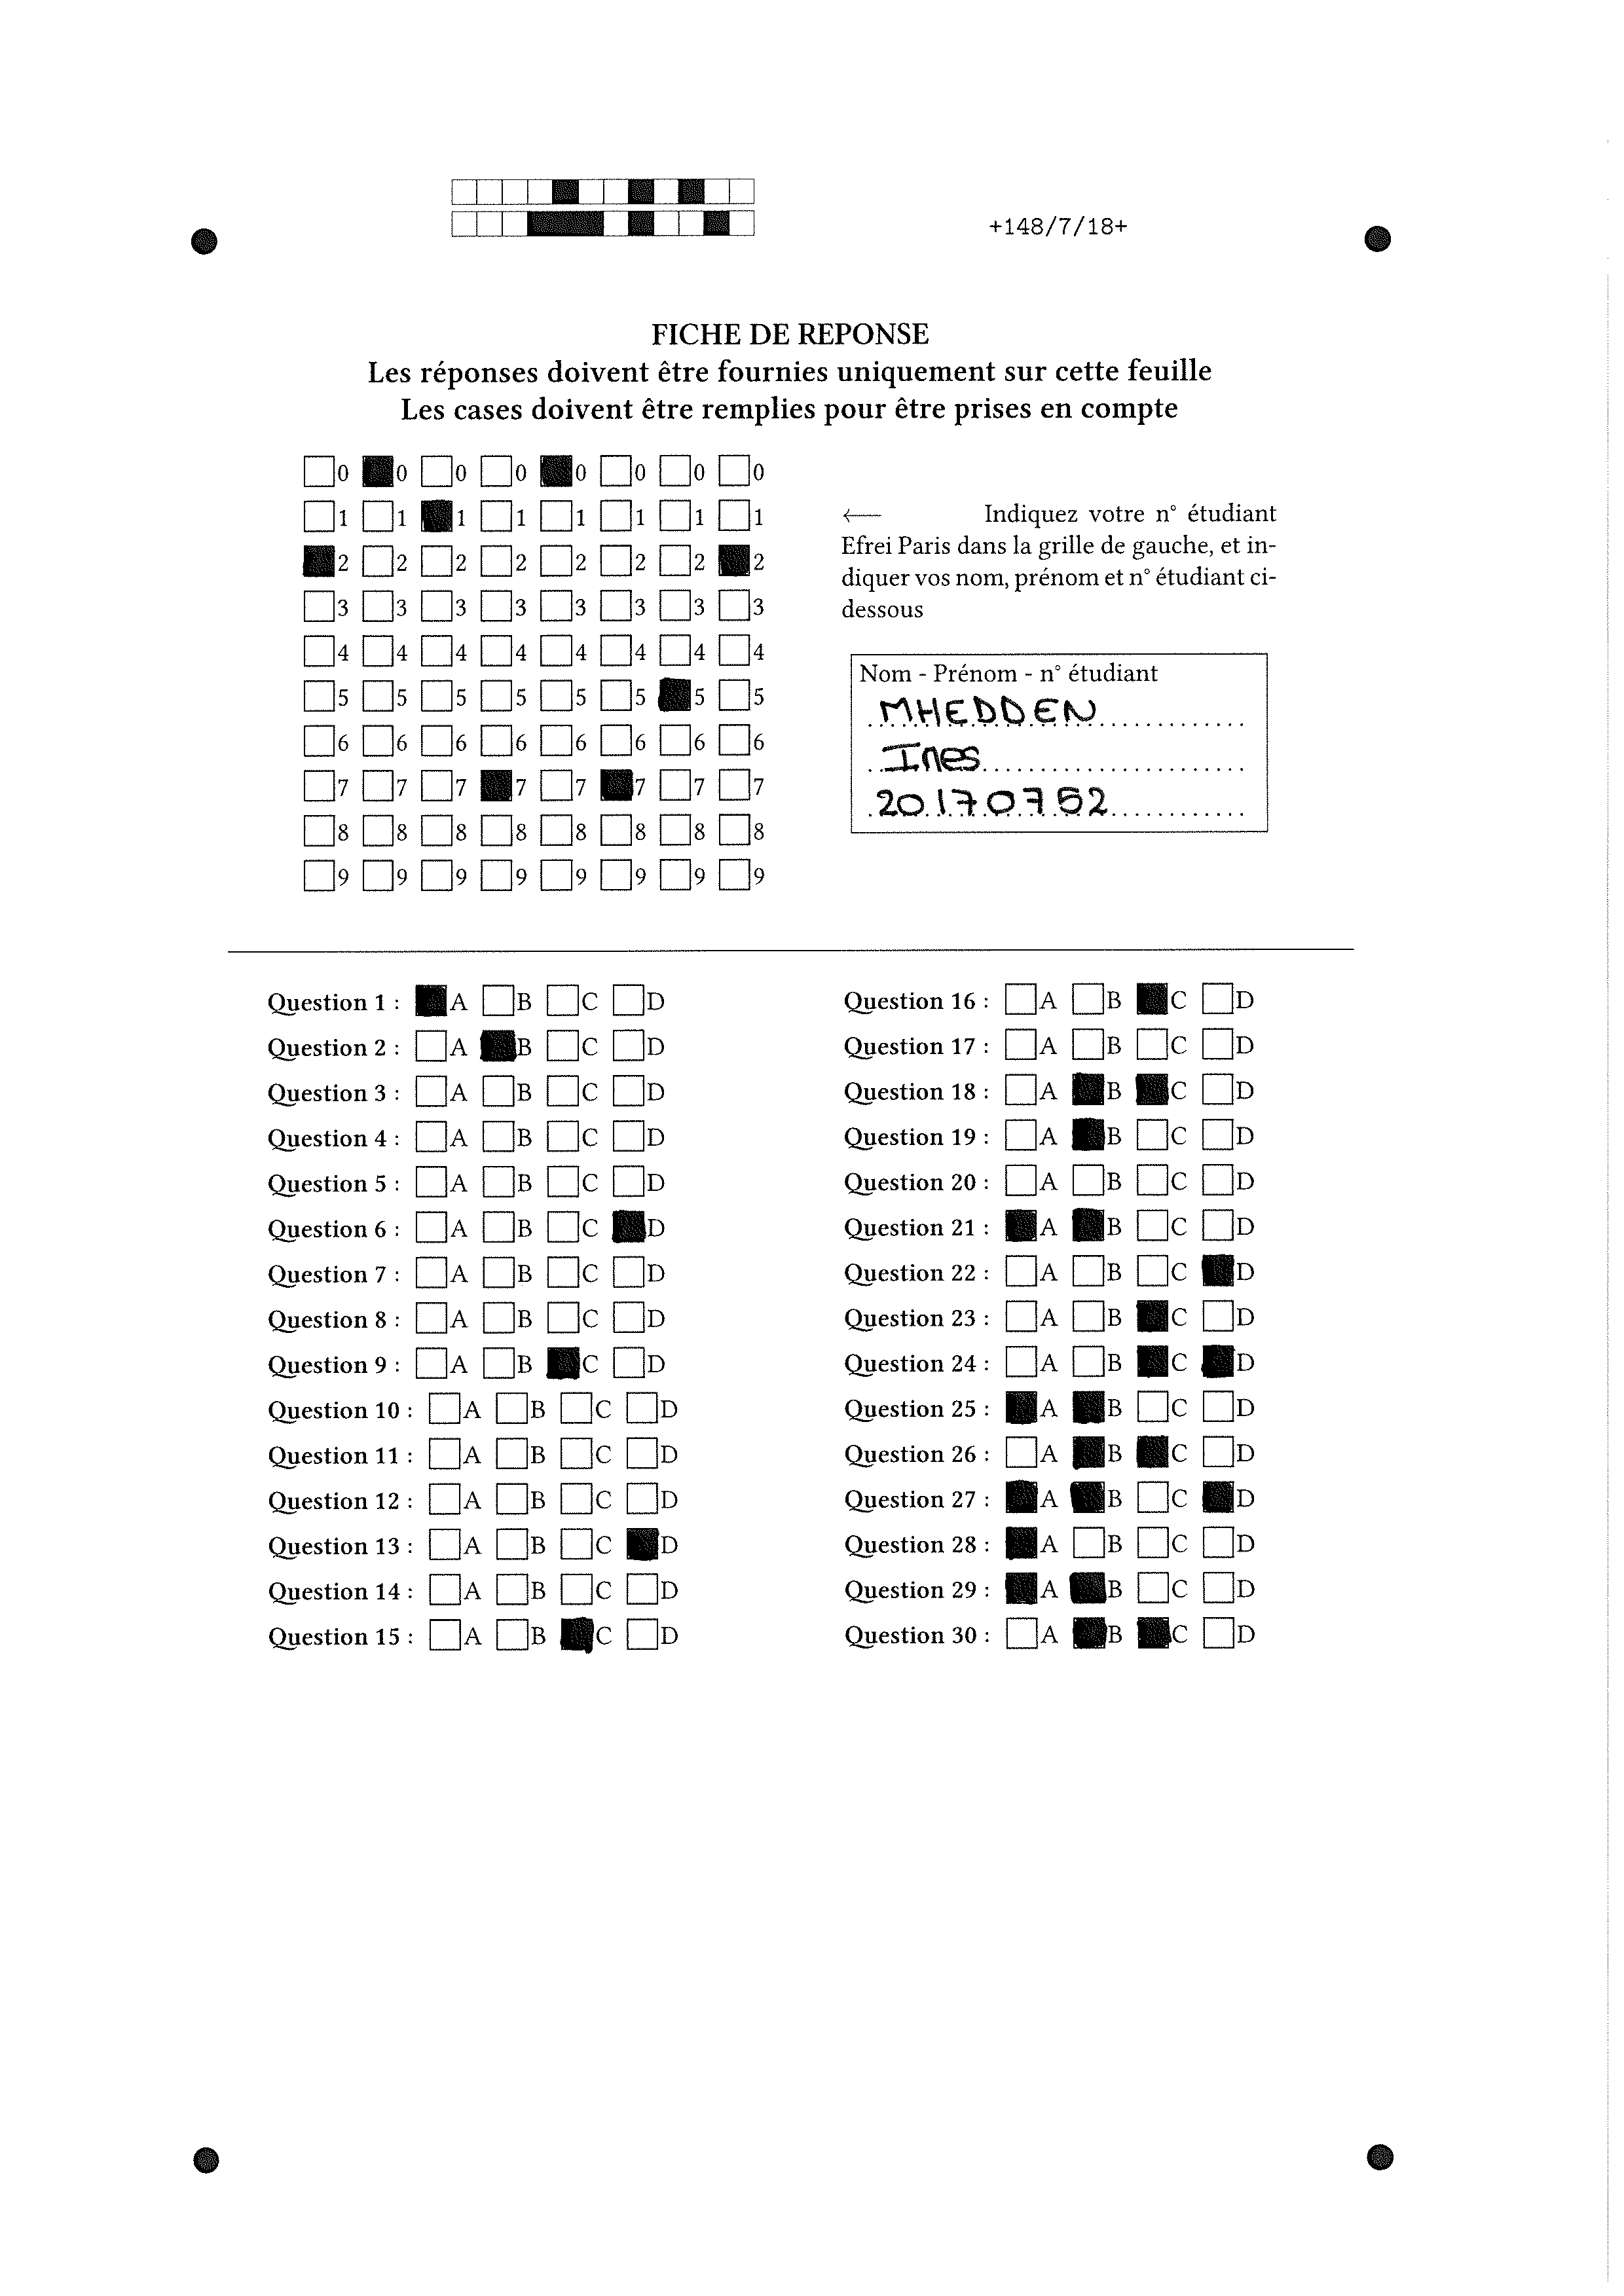 +148/7/18+
FICHE DE REPONSE
Les réponses doivent être fournies uniquement sur cette feuille
Les cases doivent être remplies pour être prises en compte
0 0 0 0 0 0 0 0
1 1 1 1 1 1 1 1
2 2 2 2 2 2 2 2
3 3 3 3 3 3 3 3
4 4 4 4 4 4 4 4
5 5 5 5 5 5 5 5
6 6 6 6 6 6 6 6
7 7 7 7 7 7 7 7
8 8 8 8 8 8 8 8
9 9 9 9 9 9 9 9
← Indiquez votre n° étudiant
Efrei Paris dans la grille de gauche, et in-
diquer vos nom, prénom et n° étudiant ci-
dessous
Nom - Prénom - n° étudiant
MHEDDEN
Ines
20170752
Question 1 : A B C D
Question 2 : A B C D
Question 3 : A B C D
Question 4 : A B C D
Question 5 : A B C D
Question 6 : A B C D
Question 7 : A B C D
Question 8 : A B C D
Question 9 : A B C D
Question 10 : A B C D
Question 11 : A B C D
Question 12 : A B C D
Question 13 : A B C D
Question 14 : A B C D
Question 15 : A B C D
Question 16 : A B C D
Question 17 : A B C D
Question 18 : A B C D
Question 19 : A B C D
Question 20 : A B C D
Question 21 : A B C D
Question 22 : A B C D
Question 23 : A B C D
Question 24 : A B C D
Question 25 : A B C D
Question 26 : A B C D
Question 27 : A B C D
Question 28 : A B C D
Question 29 : A B C D
Question 30 : A B C D